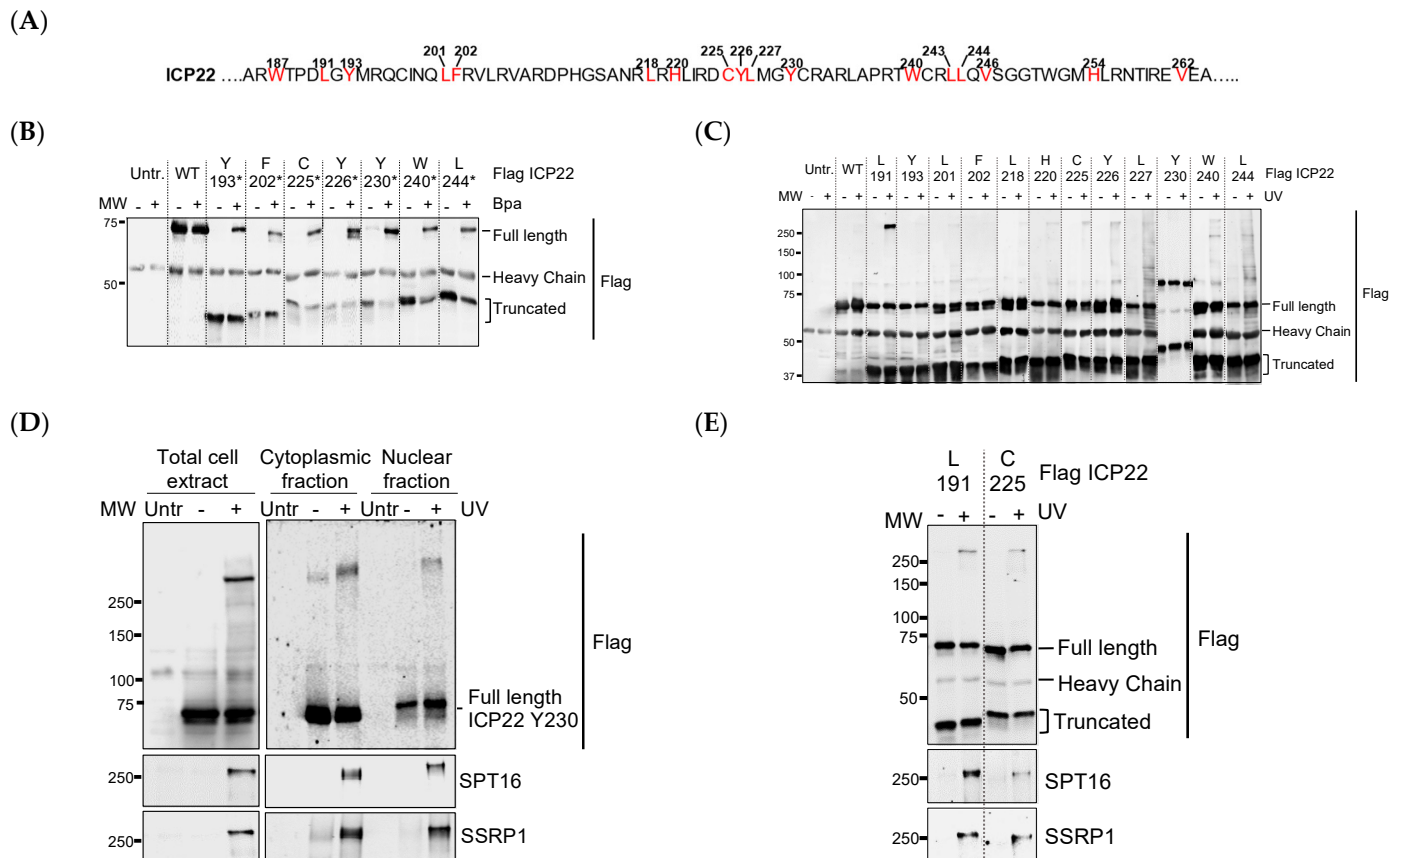 (A)
201 202 225 226 227 243 244
187 191 193 218 220 230 240 246 254 262
ICP22 ....ARWTPDLGYMRQCINQLFRVLRVARDPHGSANRLRHLIRDCYLMGYCRARLAPRTWCRLLQVSGGTWGMHLRNTIREVEA.....
(B)
Y F C Y Y W L
Untr. WT 193* 202* 225* 226* 230* 240* 244* Flag ICP22
MW - + - + - + - + - + - + - + - + - + Bpa
75
Full length
Heavy Chain
50
Flag
Truncated
(C)
L Y L F L H C Y L Y W L
Untr. WT 191 193 201 202 218 220 225 226 227 230 240 244 Flag ICP22
MW - + - + - + - + - + - + - + - + - + - + - + - + - + - + UV
250
150
100
75
Flag
Full length
Heavy Chain
50
Truncated
37
(D)
Total cell extract
Cytoplasmic fraction
Nuclear fraction
MW Untr - + Untr - + Untr - + UV
250
150
100
75
Flag
Full length
ICP22 Y230
250
SPT16
250
SSRP1
(E)
L C
191 225 Flag ICP22
MW - + - + UV
250
150
100
75
Flag
Full length
Heavy Chain
50
Truncated
250
SPT16
250
SSRP1